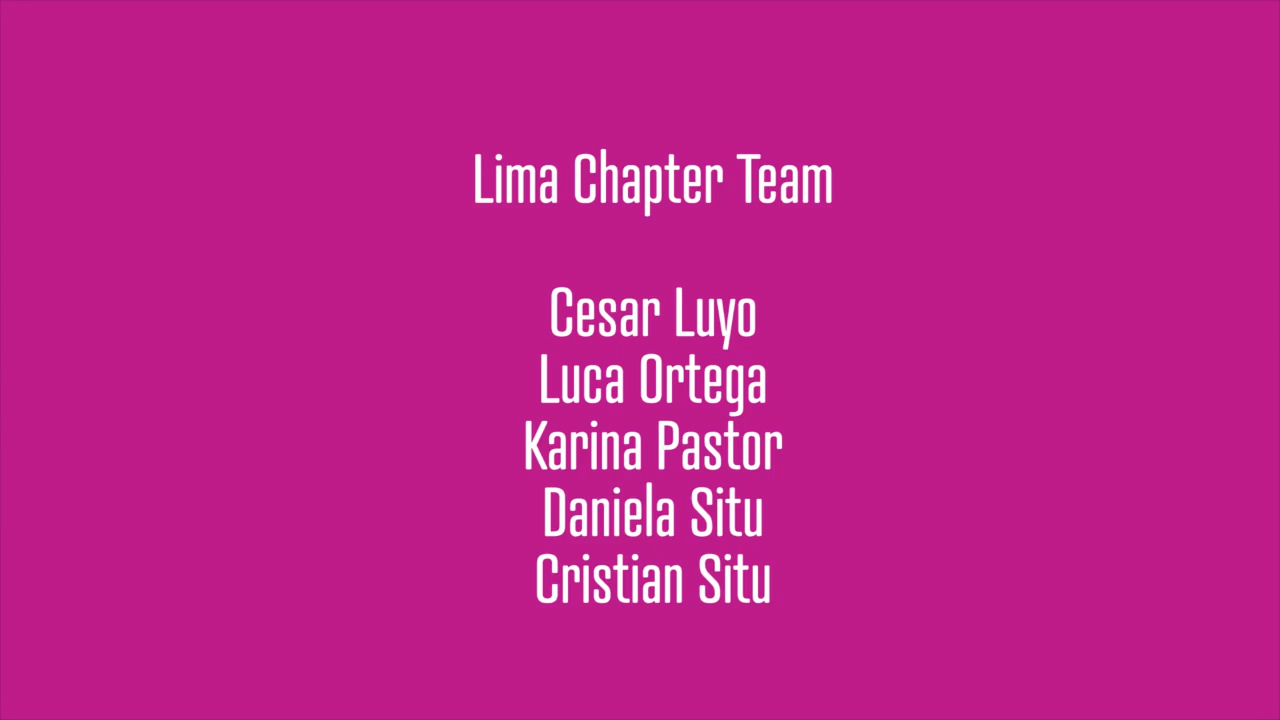 Lima Chapter Team
Cesar Luyo
Luca Ortega
Karina Pastor
Daniela Situ
Cristian Situ